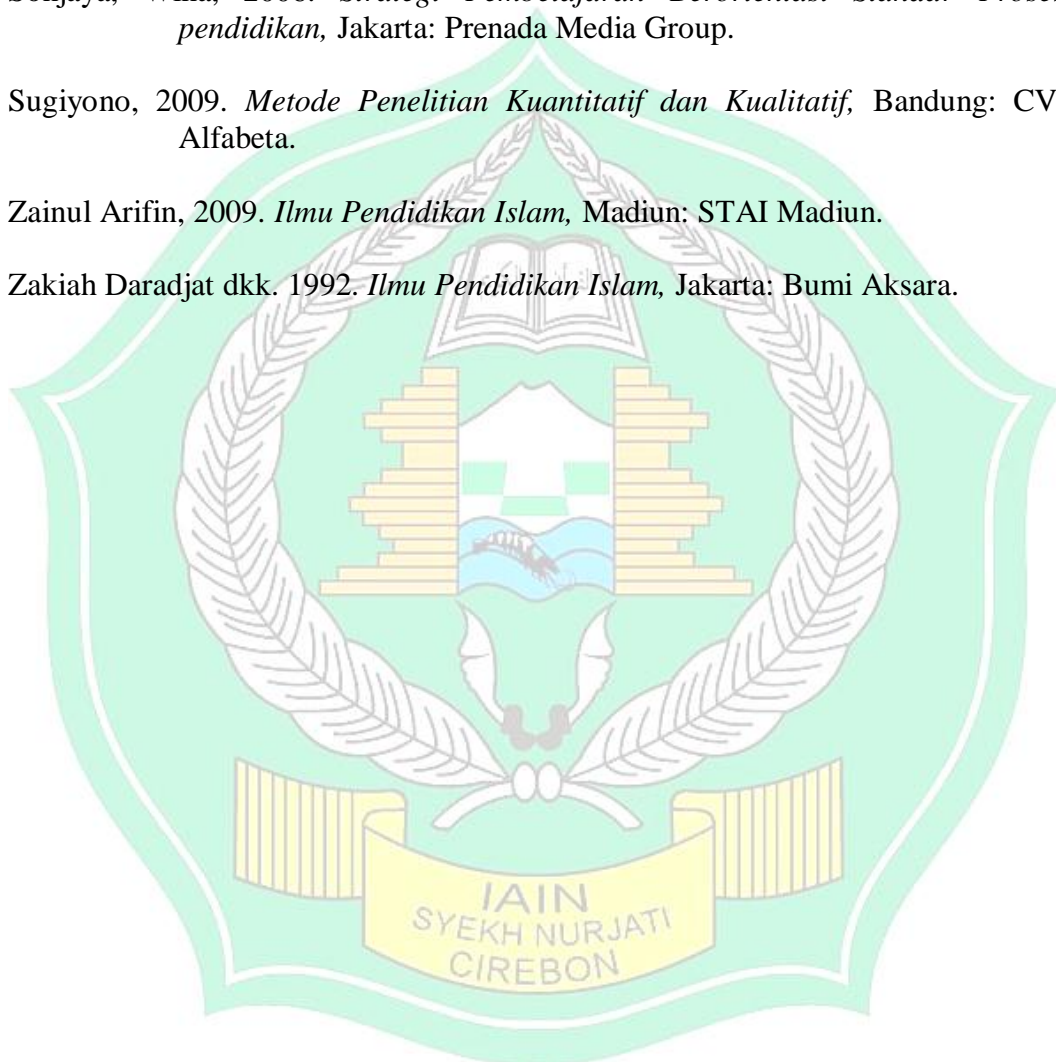 pendidikan, Jakarta: Prenada Media Group.
Sugiyono, 2009. Metode Penelitian Kuantitatif dan Kualitatif, Bandung: CV
Alfabeta.
Zainul Arifin, 2009. Ilmu Pendidikan Islam, Madiun: STAI Madiun.
Zakiah Daradjat dkk. 1992. Ilmu Pendidikan Islam, Jakarta: Bumi Aksara.
IAIN
SYEKH NURJATI
CIREBON